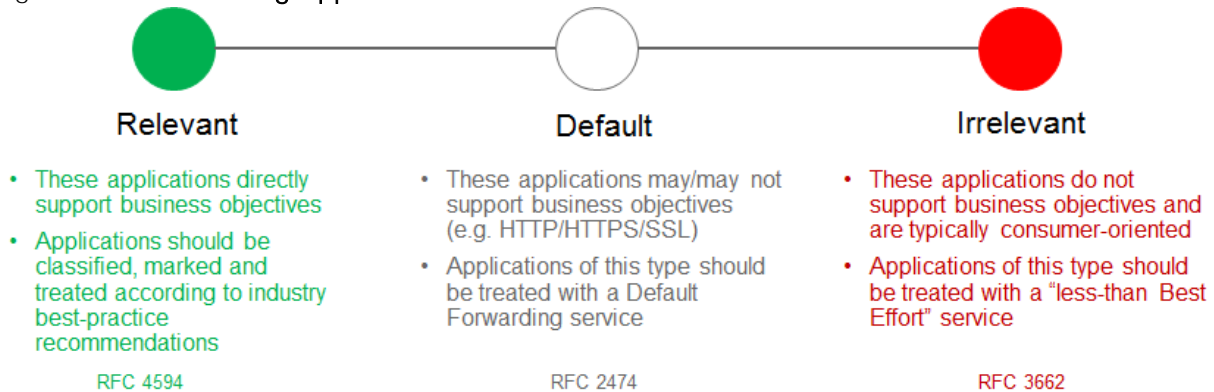 Relevant
Default
Irrelevant
• These applications directly
support business objectives
• Applications should be
classified, marked and
treated according to industry
best-practice
recommendations
RFC 4594
• These applications may/may not
support business objectives
(e.g. HTTP/HTTPS/SSL)
• Applications of this type should
be treated with a Default
Forwarding service
RFC 2474
• These applications do not
support business objectives and
are typically consumer-oriented
• Applications of this type should
be treated with a “less-than Best
Effort” service
RFC 3662